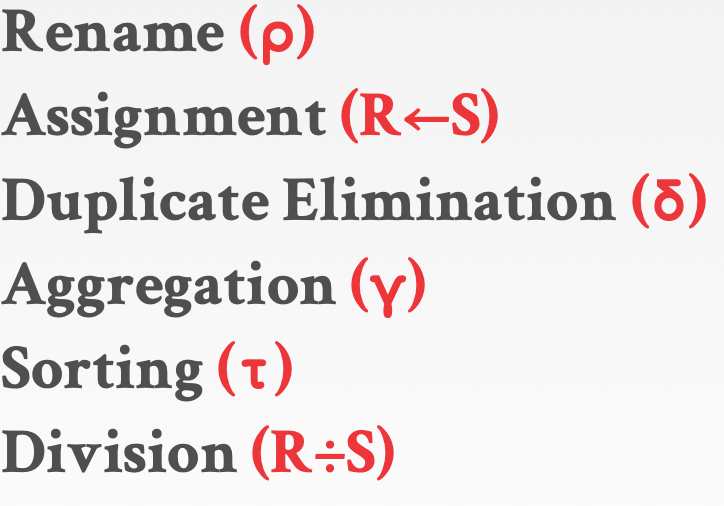 Rename (ρ)
Assignment (R←S)
Duplicate Elimination (δ)
Aggregation (γ)
Sorting (τ)
Division (R÷S)